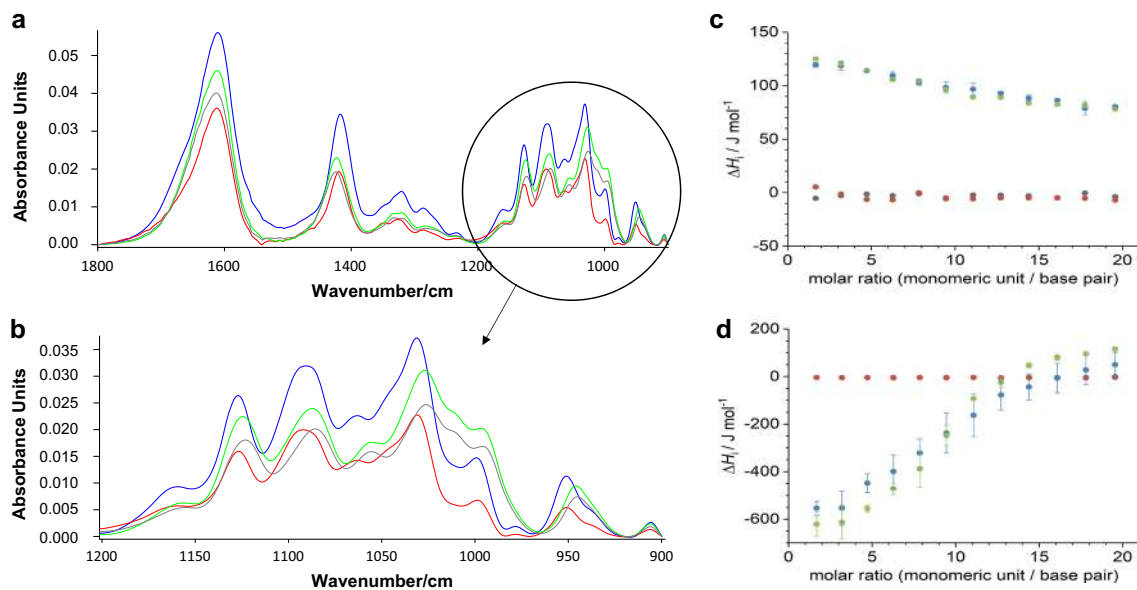 a
Absorbance Units
0.05
0.04
0.03
0.02
0.01
0.00
1800
1600
1400
1200
1000
Wavenumber/cm
b
Absorbance Units
0.035
0.030
0.025
0.020
0.015
0.010
0.005
0.000
1200
1150
1100
1050
1000
950
900
Wavenumber/cm
c
ΔHi / J mol-1
150
100
50
0
-50
0 5 10 15 20
molar ratio (monomeric unit / base pair)
d
ΔHi / J mol-1
200
0
-200
-400
-600
0 5 10 15 20
molar ratio (monomeric unit / base pair)